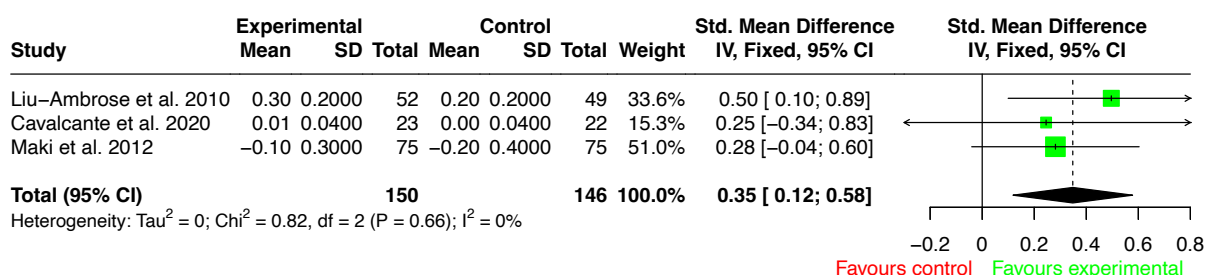 Experimental Control Std. Mean Difference Std. Mean Difference
Study Mean SD Total Mean SD Total Weight IV, Fixed, 95% CI IV, Fixed, 95% CI
Liu−Ambrose et al. 2010 0.30 0.2000 52 0.20 0.2000 49 33.6% 0.50 [ 0.10; 0.89]
Cavalcante et al. 2020 0.01 0.0400 23 0.00 0.0400 22 15.3% 0.25 [−0.34; 0.83]
Maki et al. 2012 −0.10 0.3000 75 −0.20 0.4000 75 51.0% 0.28 [−0.04; 0.60]
Total (95% CI) 150 146 100.0% 0.35 [ 0.12; 0.58]
Heterogeneity: Tau² = 0; Chi² = 0.82, df = 2 (P = 0.66); I² = 0%
−0.2 0 0.2 0.4 0.6 0.8
Favours control Favours experimental